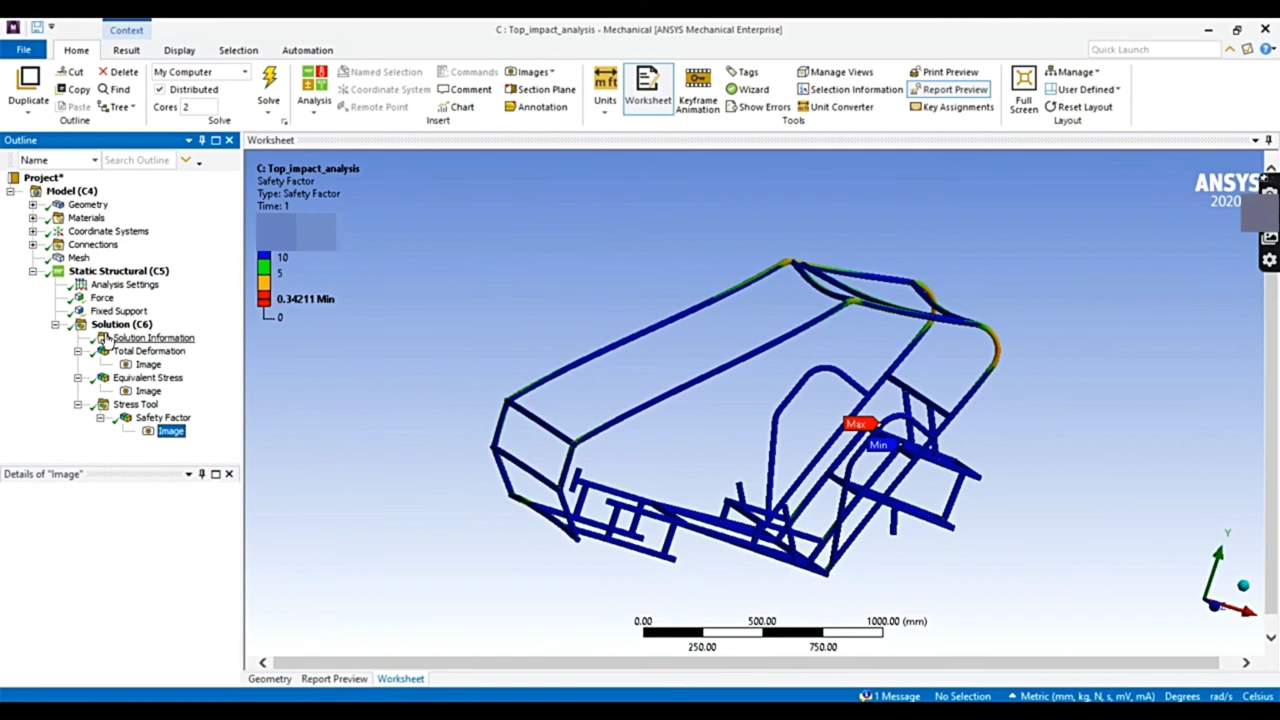 Context
C : Top_impact_analysis - Mechanical [ANSYS Mechanical Enterprise]
File Home Result Display Selection Automation Quick Launch
Duplicate Cut Copy Paste Delete Find Tree Outline
My Computer Distributed Cores 2 Solve Solve
Analysis Named Selection Coordinate System Remote Point Commands Comment Chart Images Section Plane Annotation Insert
Units Worksheet Keyframe Animation Tags Wizard Show Errors Manage Views Selection Information Unit Converter Print Preview Report Preview Key Assignments Tools
Full Screen Manage User Defined Reset Layout Layout
Outline
Name Search Outline
Project*
Model (C4)
Geometry
Materials
Coordinate Systems
Connections
Mesh
Static Structural (C5)
Analysis Settings
Force
Fixed Support
Solution (C6)
Solution Information
Total Deformation
Image
Equivalent Stress
Image
Stress Tool
Safety Factor
Image
Details of "Image"
Worksheet
C: Top_impact_analysis
Safety Factor
Type: Safety Factor
Time: 1
10
5
0.34211 Min
0
ANSYS
2020
Max
Min
Y
0.00 500.00 1000.00 (mm)
250.00 750.00
Geometry Report Preview Worksheet
1 Message No Selection Metric (mm, kg, N, s, mV, mA) Degrees rad/s Celsius